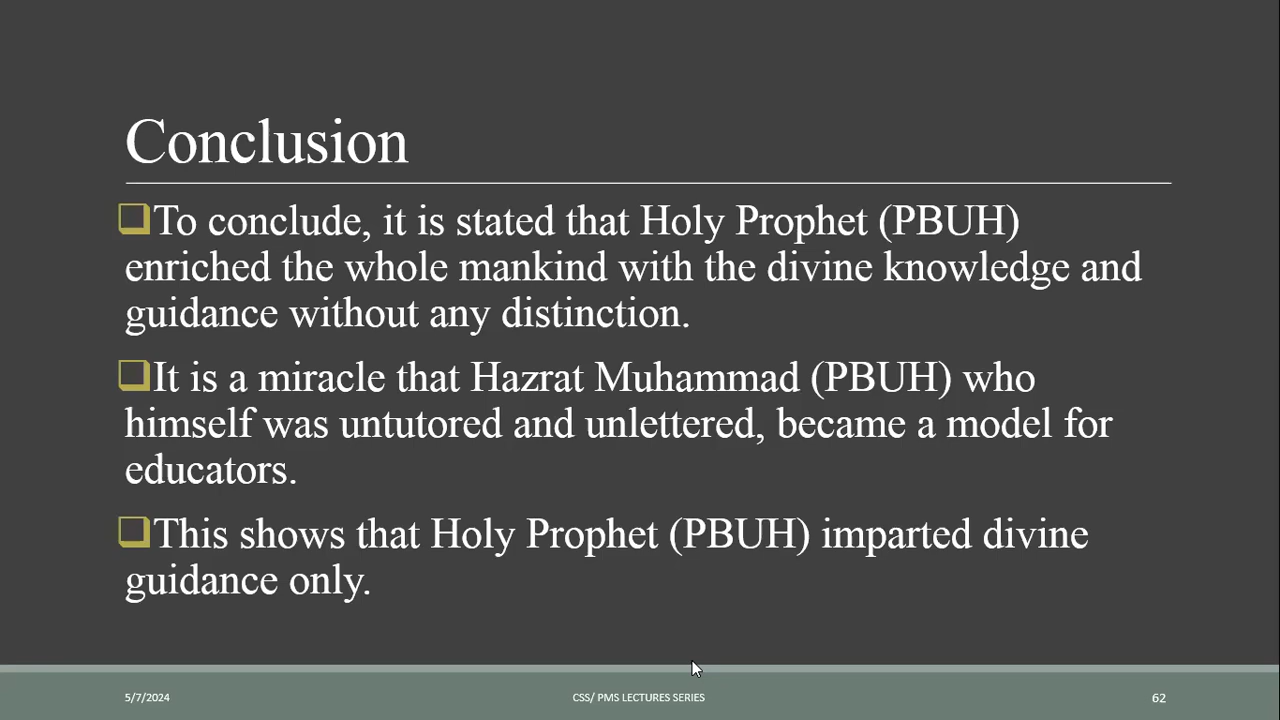 Conclusion
To conclude, it is stated that Holy Prophet (PBUH)
enriched the whole mankind with the divine knowledge and
guidance without any distinction.
It is a miracle that Hazrat Muhammad (PBUH) who
himself was untutored and unlettered, became a model for
educators.
This shows that Holy Prophet (PBUH) imparted divine
guidance only.
5/7/2024
CSS/ PMS LECTURES SERIES
62